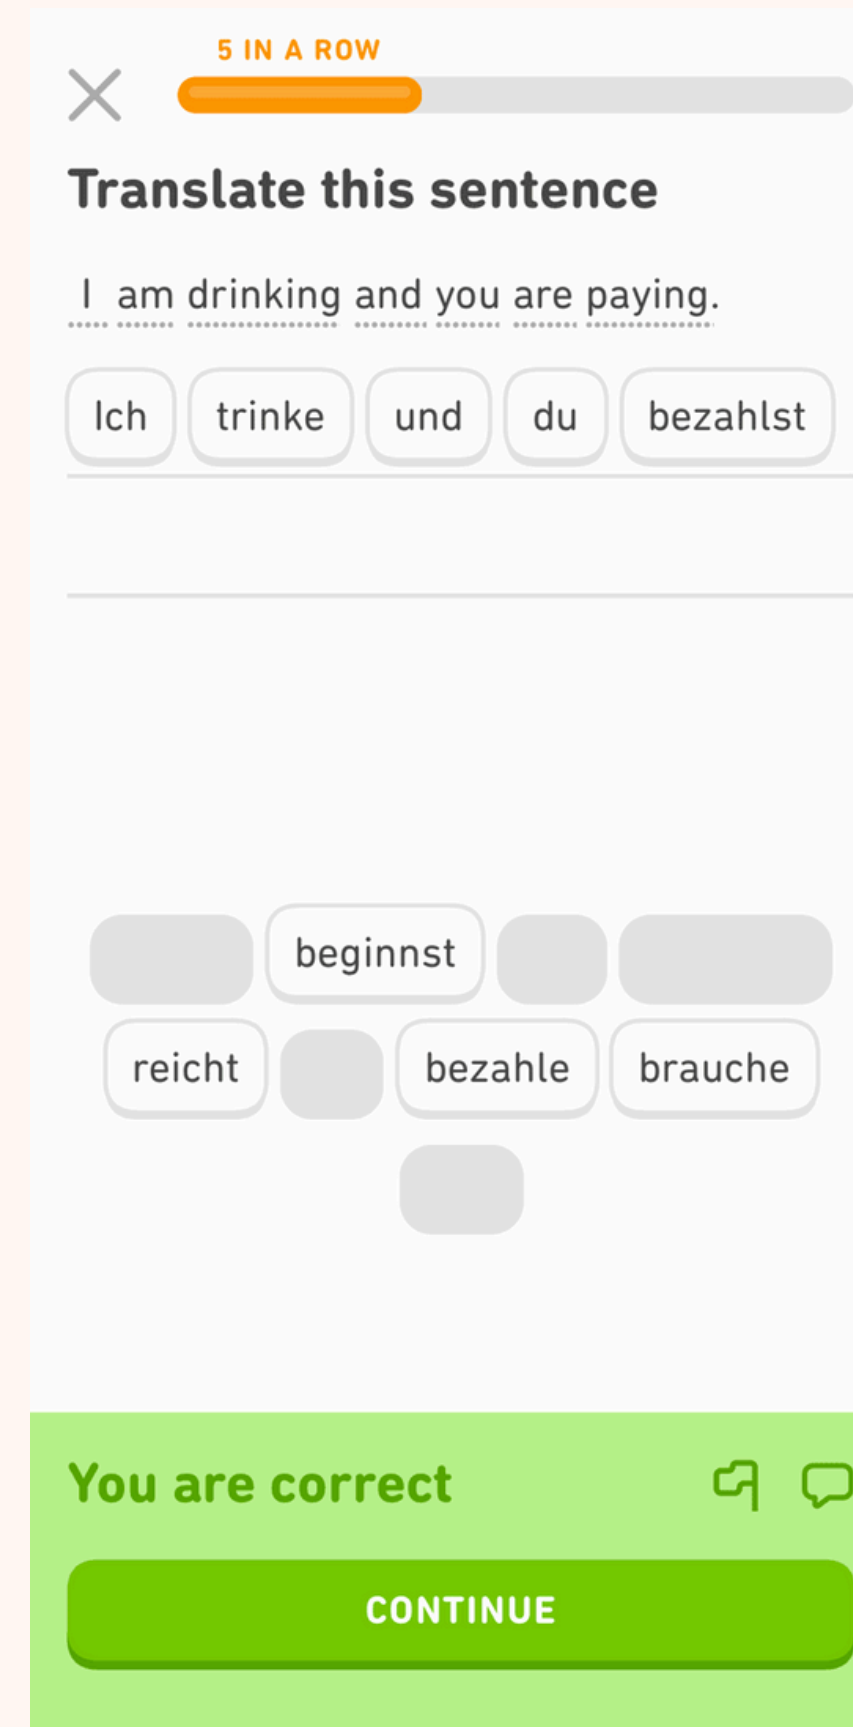 5 IN A ROW
Translate this sentence
I am drinking and you are paying.
Ich trinke und du bezahlst
beginnst
reicht bezahle brauche
You are correct
CONTINUE